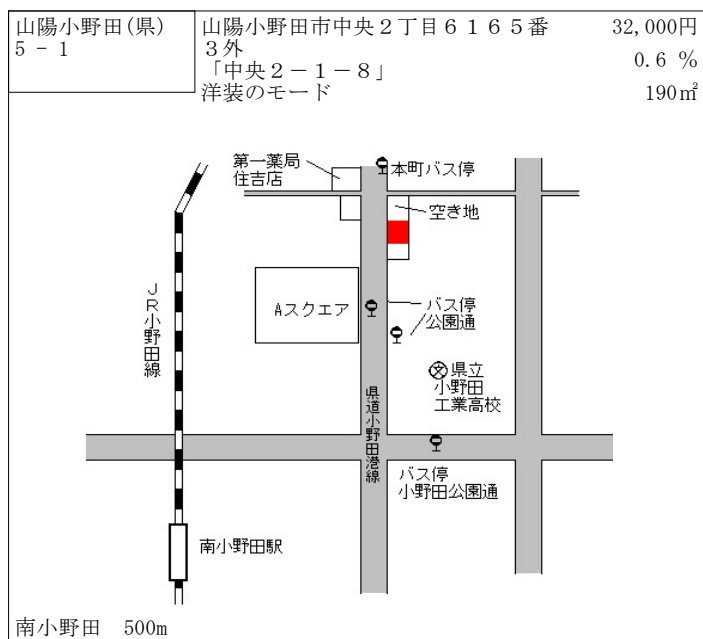 山陽小野田(県)
5 - 1
山陽小野田市中央２丁目６１６５番
３外
「中央２－１－８」
洋装のモード
32,000円
0.6 %
190㎡
第一薬局
住吉店
本町バス停
空き地
JR小野田線
Aスクエア
バス停
公園通
県立
小野田
工業高校
県道小野田港線
バス停
小野田公園通
南小野田駅
南小野田 500m